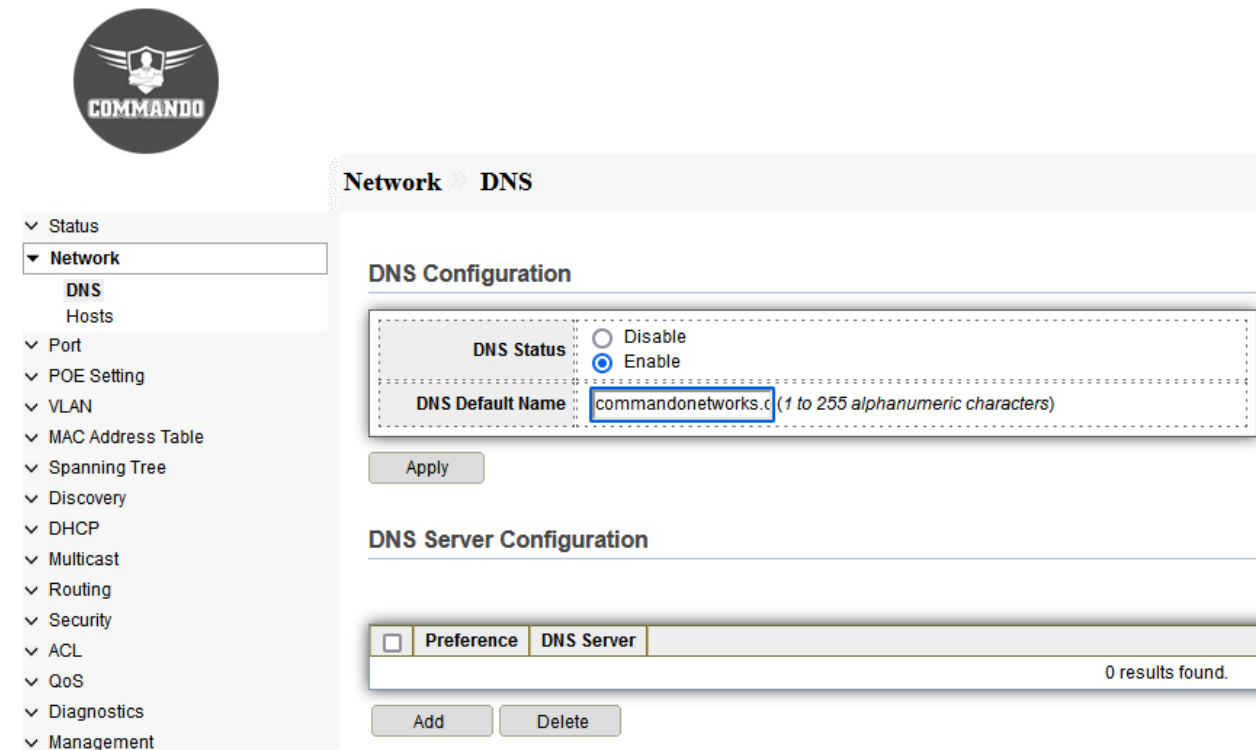 COMMANDO
Network » DNS
Status
Network
DNS
Hosts
Port
POE Setting
VLAN
MAC Address Table
Spanning Tree
Discovery
DHCP
Multicast
Routing
Security
ACL
QoS
Diagnostics
Management
DNS Configuration
DNS Status
Disable
Enable
DNS Default Name commandonetworks.c (1 to 255 alphanumeric characters)
Apply
DNS Server Configuration
Preference DNS Server
0 results found.
Add Delete